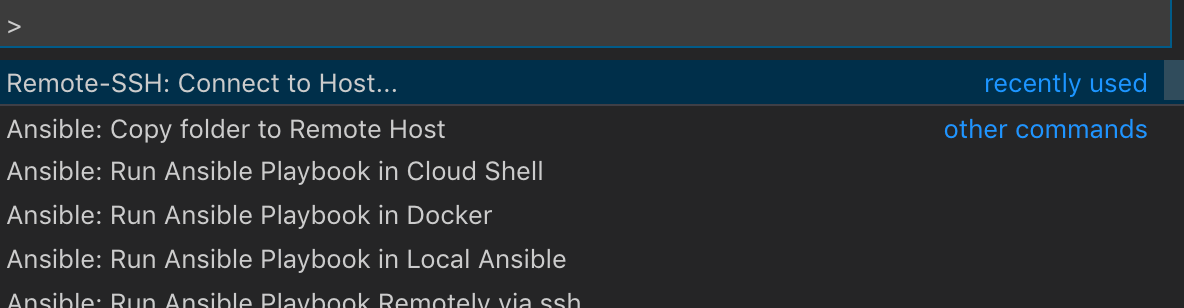 >
Remote-SSH: Connect to Host... recently used
Ansible: Copy folder to Remote Host other commands
Ansible: Run Ansible Playbook in Cloud Shell
Ansible: Run Ansible Playbook in Docker
Ansible: Run Ansible Playbook in Local Ansible
Ansible: Run Ansible Playbook Remotely via ssh